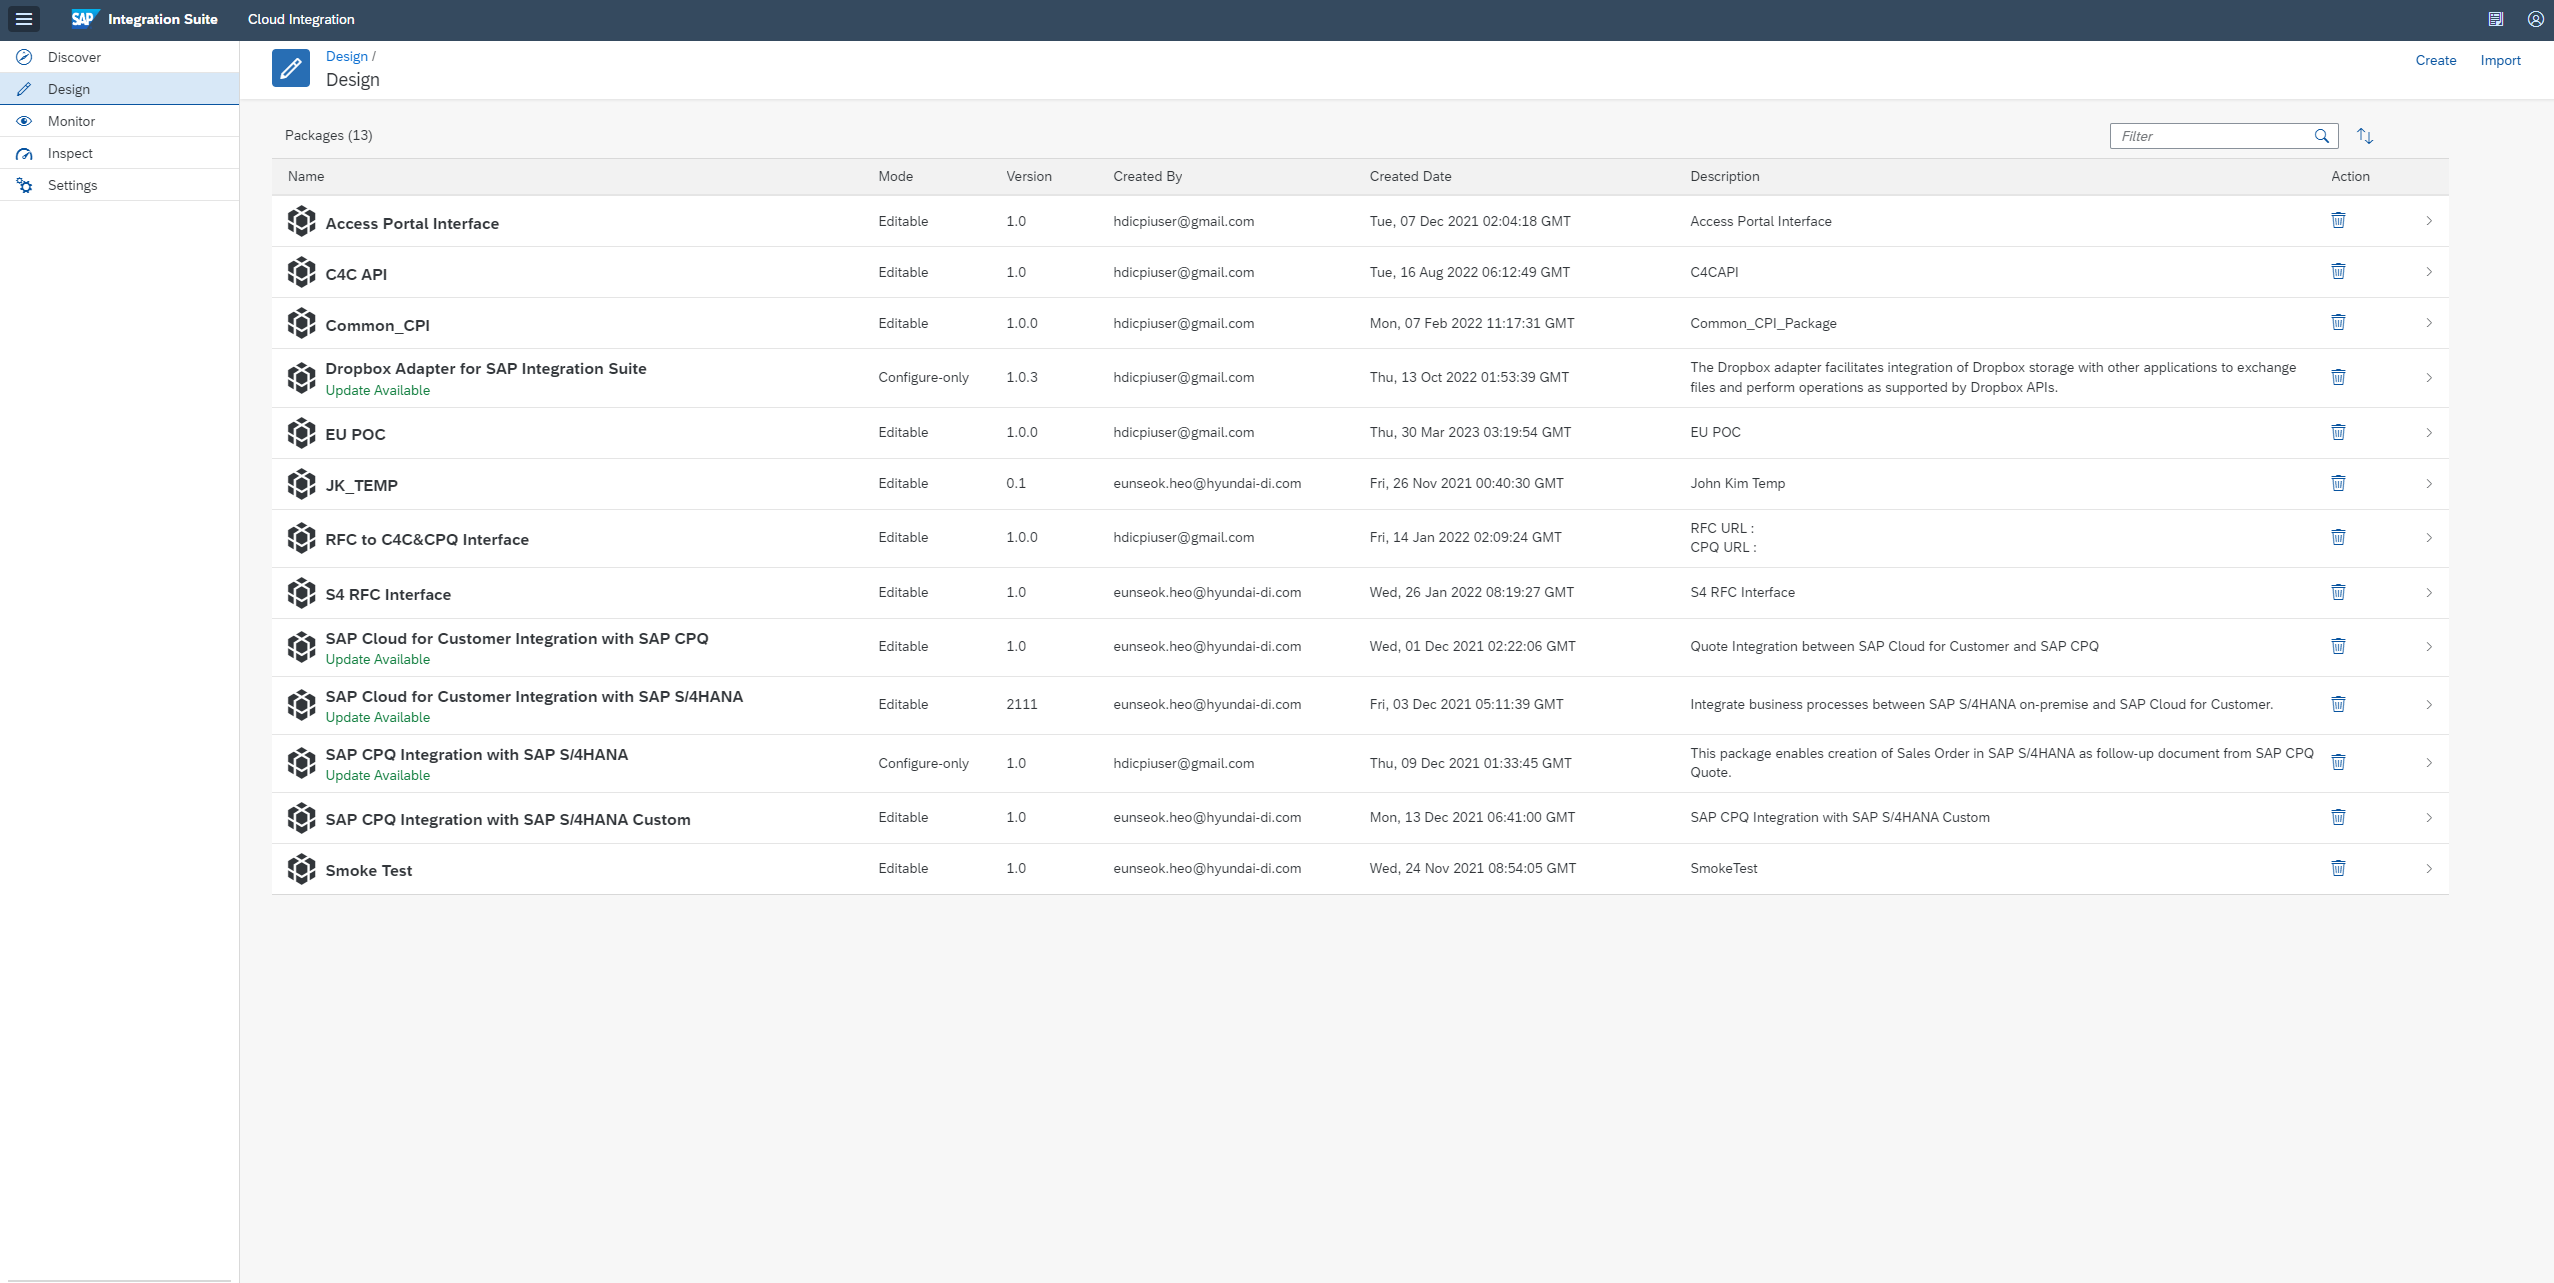 SAP Integration Suite Cloud Integration
Discover
Design
Monitor
Inspect
Settings
Design /
Design
Create Import
Packages (13)
Filter
Name Mode Version Created By Created Date Description Action
Access Portal Interface Editable 1.0 hdicpiuser@gmail.com Tue, 07 Dec 2021 02:04:18 GMT Access Portal Interface
C4C API Editable 1.0 hdicpiuser@gmail.com Tue, 16 Aug 2022 06:12:49 GMT C4CAPI
Common_CPI Editable 1.0.0 hdicpiuser@gmail.com Mon, 07 Feb 2022 11:17:31 GMT Common_CPI_Package
Dropbox Adapter for SAP Integration Suite
Update Available
Configure-only 1.0.3 hdicpiuser@gmail.com Thu, 13 Oct 2022 01:53:39 GMT
The Dropbox adapter facilitates integration of Dropbox storage with other applications to exchange
files and perform operations as supported by Dropbox APIs.
EU POC Editable 1.0.0 hdicpiuser@gmail.com Thu, 30 Mar 2023 03:19:54 GMT EU POC
JK_TEMP Editable 0.1 eunseok.heo@hyundai-di.com Fri, 26 Nov 2021 00:40:30 GMT John Kim Temp
RFC to C4C&CPQ Interface Editable 1.0.0 hdicpiuser@gmail.com Fri, 14 Jan 2022 02:09:24 GMT
RFC URL :
CPQ URL :
S4 RFC Interface Editable 1.0 eunseok.heo@hyundai-di.com Wed, 26 Jan 2022 08:19:27 GMT S4 RFC Interface
SAP Cloud for Customer Integration with SAP CPQ
Update Available
Editable 1.0 eunseok.heo@hyundai-di.com Wed, 01 Dec 2021 02:22:06 GMT Quote Integration between SAP Cloud for Customer and SAP CPQ
SAP Cloud for Customer Integration with SAP S/4HANA
Update Available
Editable 2111 eunseok.heo@hyundai-di.com Fri, 03 Dec 2021 05:11:39 GMT Integrate business processes between SAP S/4HANA on-premise and SAP Cloud for Customer.
SAP CPQ Integration with SAP S/4HANA
Update Available
Configure-only 1.0 hdicpiuser@gmail.com Thu, 09 Dec 2021 01:33:45 GMT
This package enables creation of Sales Order in SAP S/4HANA as follow-up document from SAP CPQ
Quote.
SAP CPQ Integration with SAP S/4HANA Custom Editable 1.0 eunseok.heo@hyundai-di.com Mon, 13 Dec 2021 06:41:00 GMT SAP CPQ Integration with SAP S/4HANA Custom
Smoke Test Editable 1.0 eunseok.heo@hyundai-di.com Wed, 24 Nov 2021 08:54:05 GMT SmokeTest